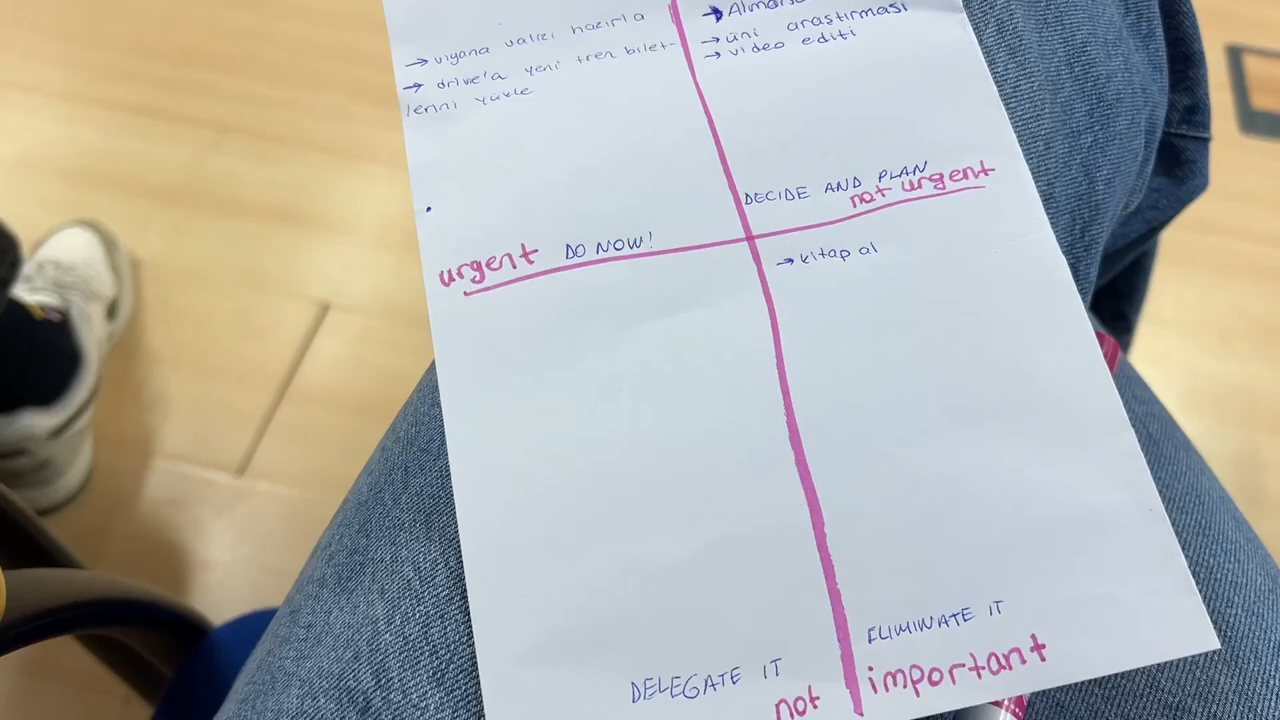 → viyana valizi hazırla
→ drive'a yeni tren bilet-
lerini yükle
urgent DO NOW!
→ üni araştırması
→ video editi
DECIDE AND PLAN
not urgent
→ kitap al
DELEGATE IT
ELIMINATE IT
not important